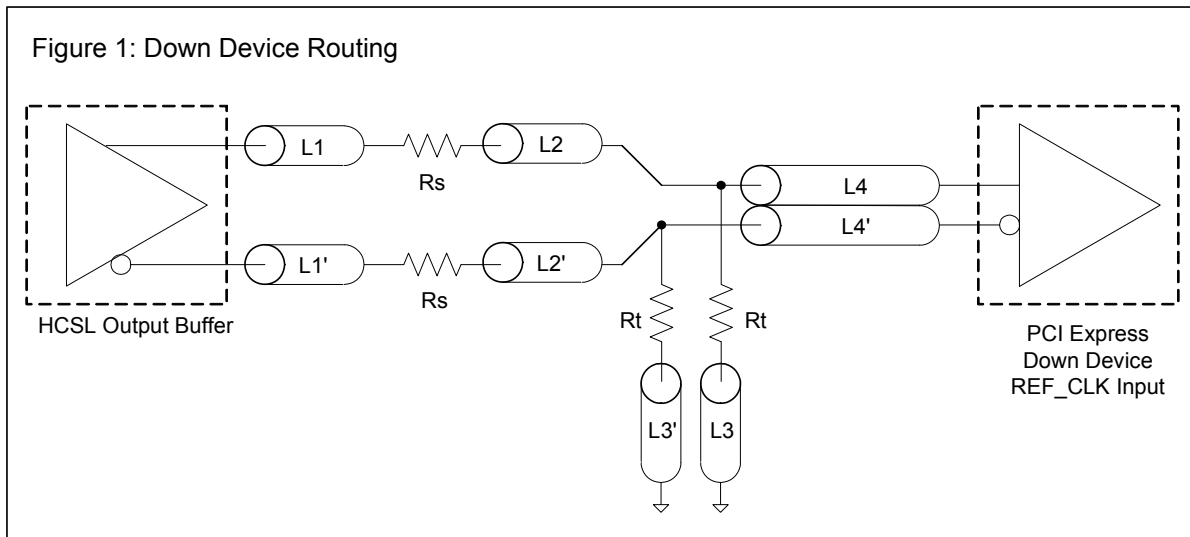 Figure 1: Down Device Routing
L1
Rs
L2
L4
L4'
L1'
Rs
L2'
HCSL Output Buffer
Rt
Rt
L3'
L3
PCI Express
Down Device
REF_CLK Input